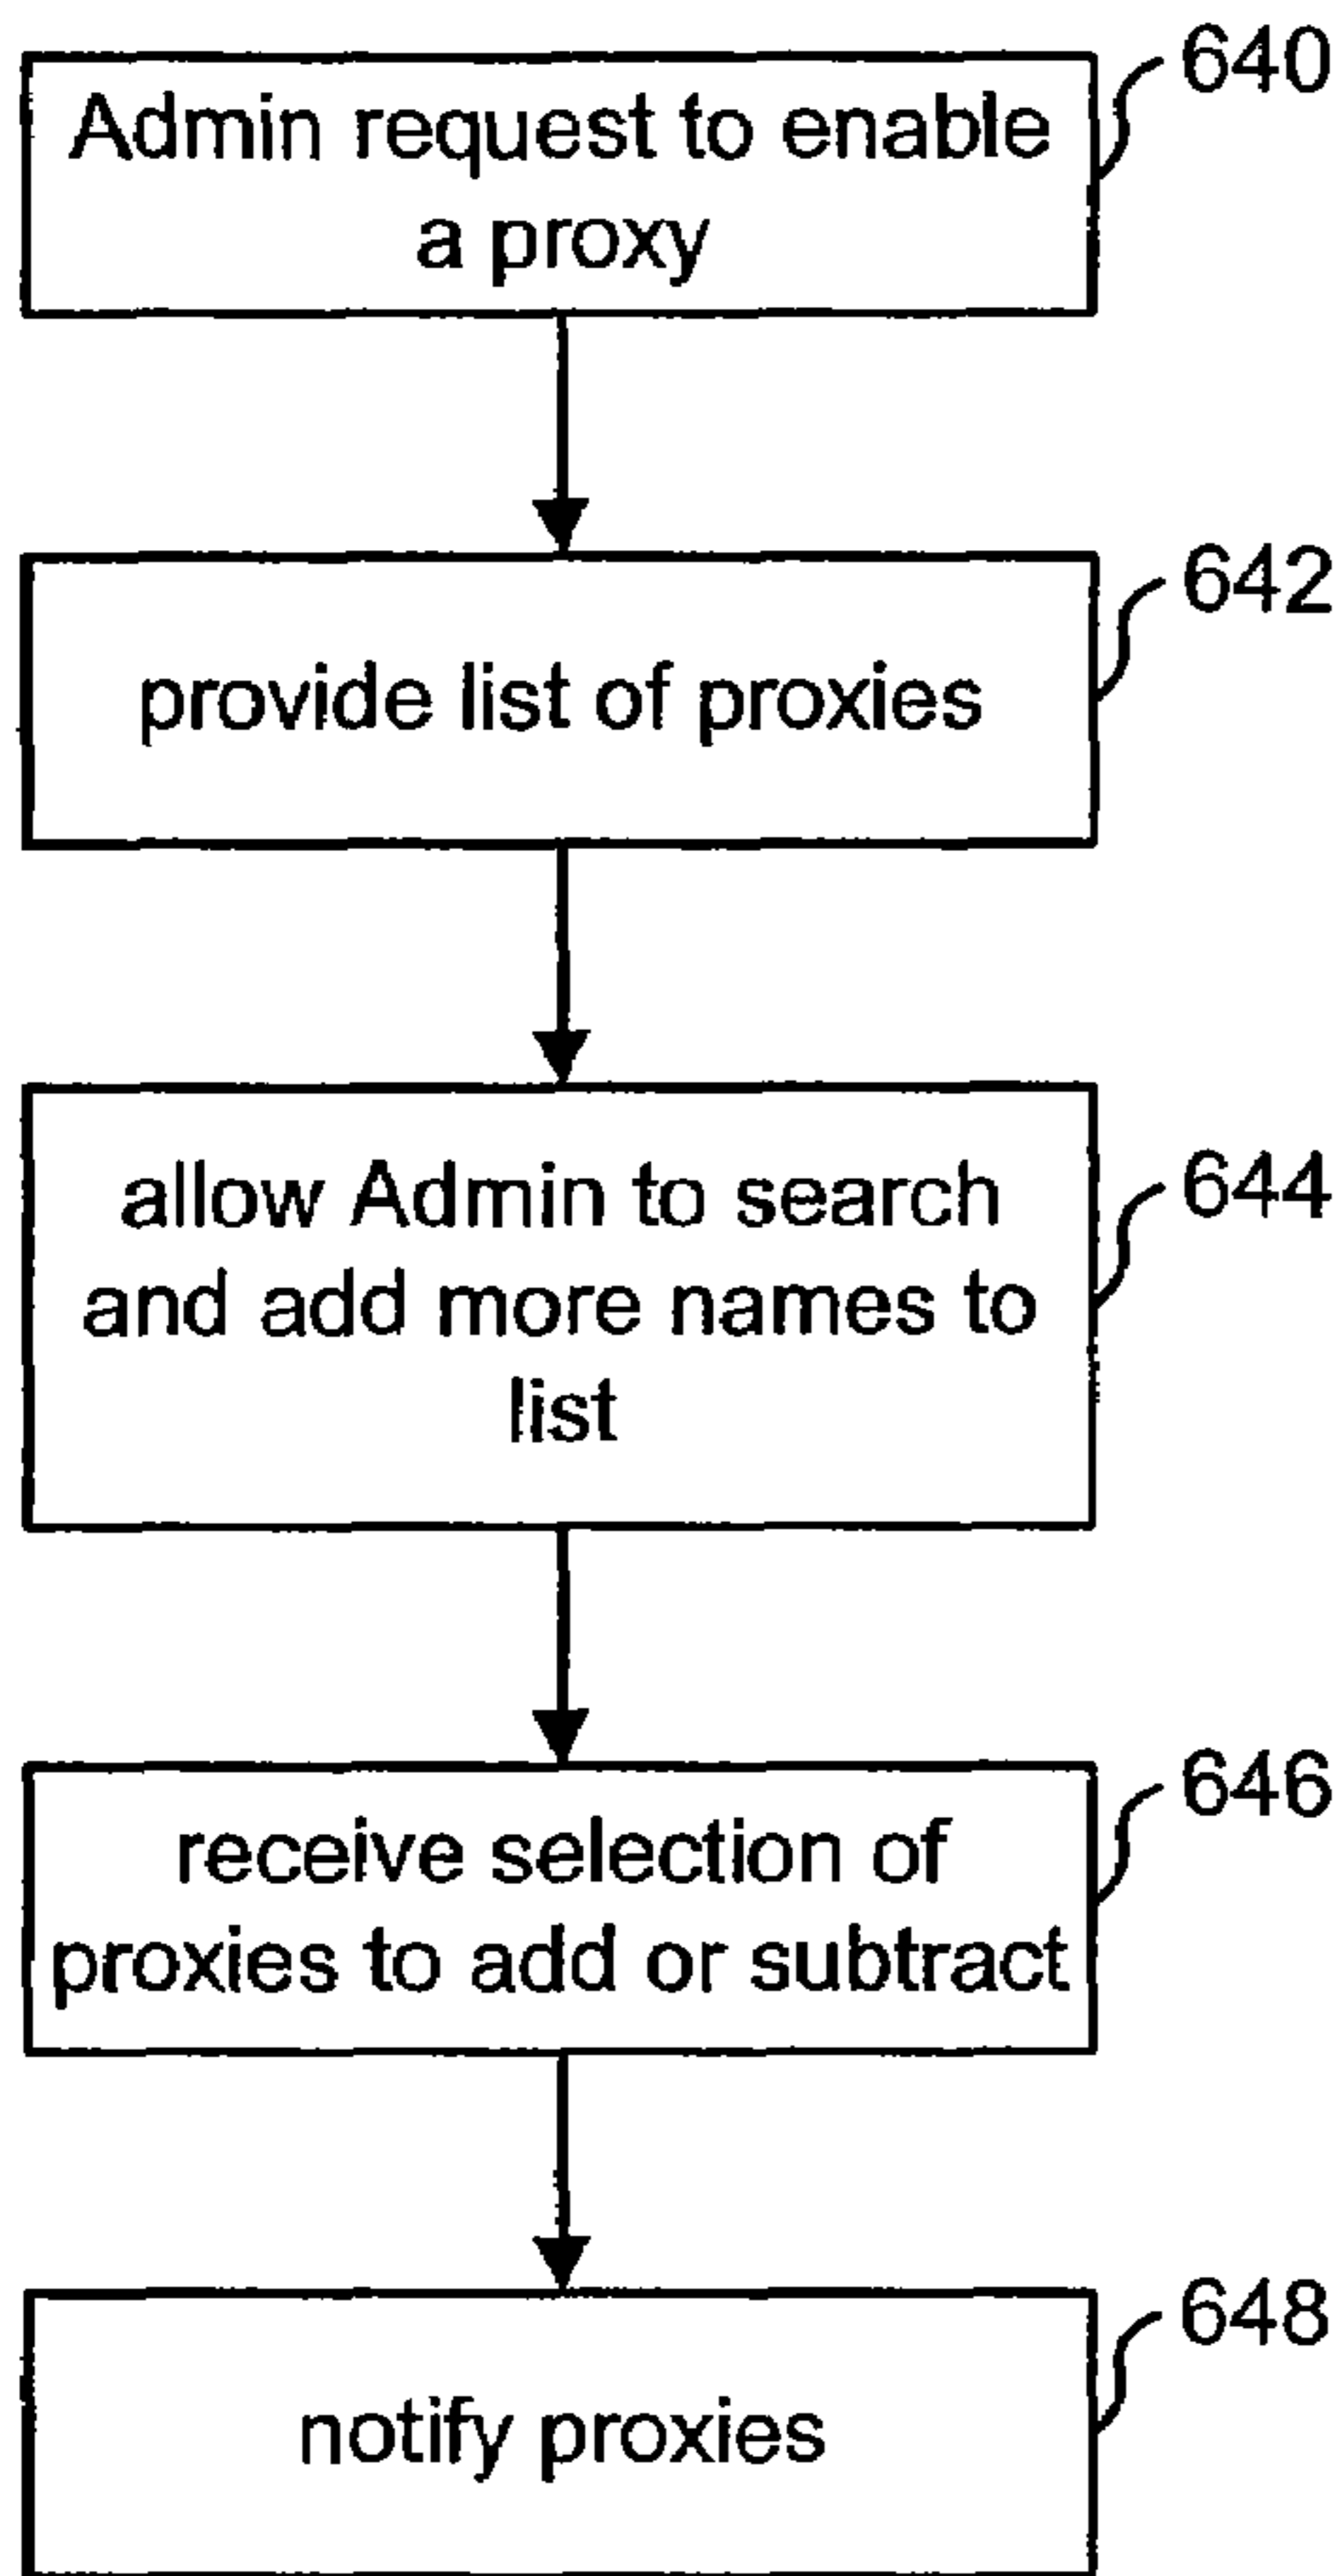 640
Admin request to enable
a proxy
642
provide list of proxies
644
allow Admin to search
and add more names to
list
646
receive selection of
proxies to add or subtract
648
notify proxies